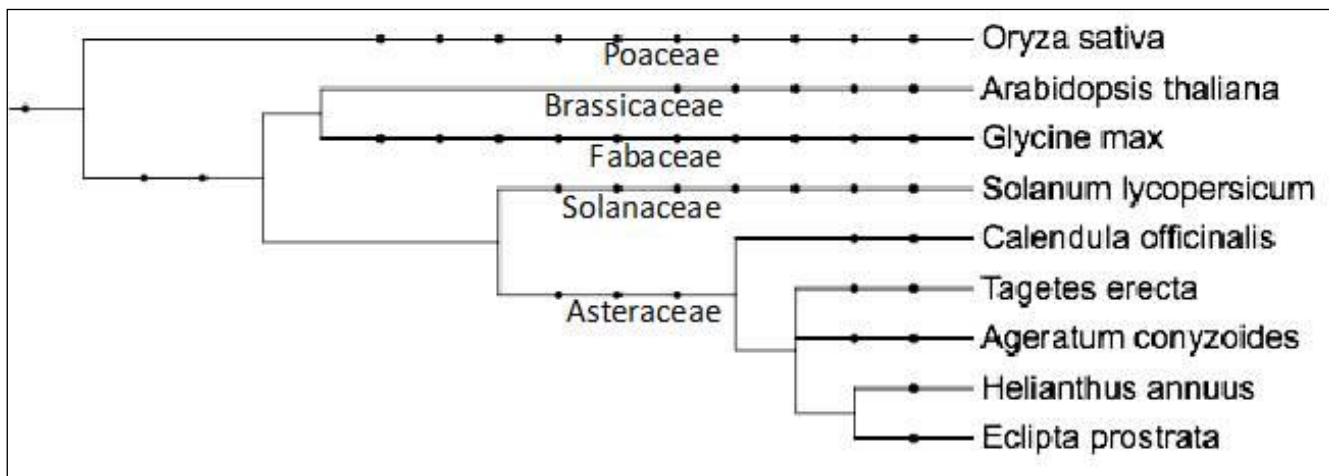 Oryza sativa
Poaceae
Arabidopsis thaliana
Brassicaceae
Glycine max
Fabaceae
Solanum lycopersicum
Solanaceae
Calendula officinalis
Tagetes erecta
Asteraceae
Ageratum conyzoides
Helianthus annuus
Eclipta prostrata